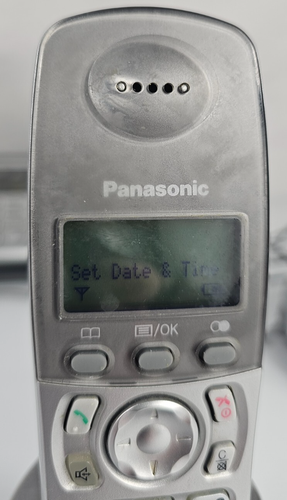 Panasonic
Set Date & Time
/OK
C